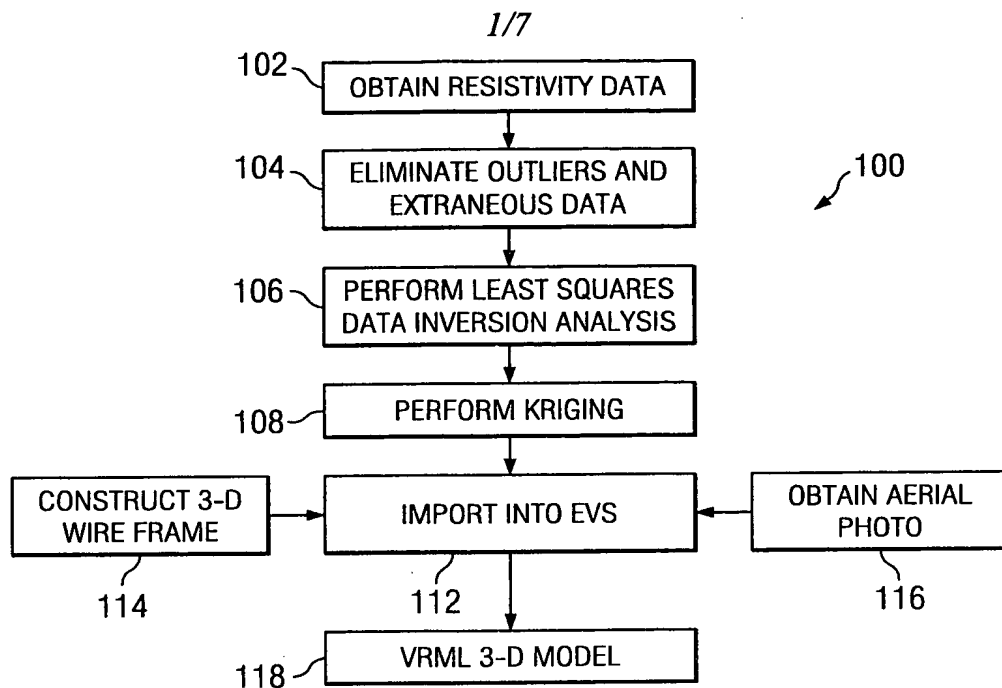 1/7
102
OBTAIN RESISTIVITY DATA
104
ELIMINATE OUTLIERS AND
EXTRANEOUS DATA
100
106
PERFORM LEAST SQUARES
DATA INVERSION ANALYSIS
108
PERFORM KRIGING
CONSTRUCT 3-D
WIRE FRAME
114
IMPORT INTO EVS
112
OBTAIN AERIAL
PHOTO
116
118
VRML 3-D MODEL